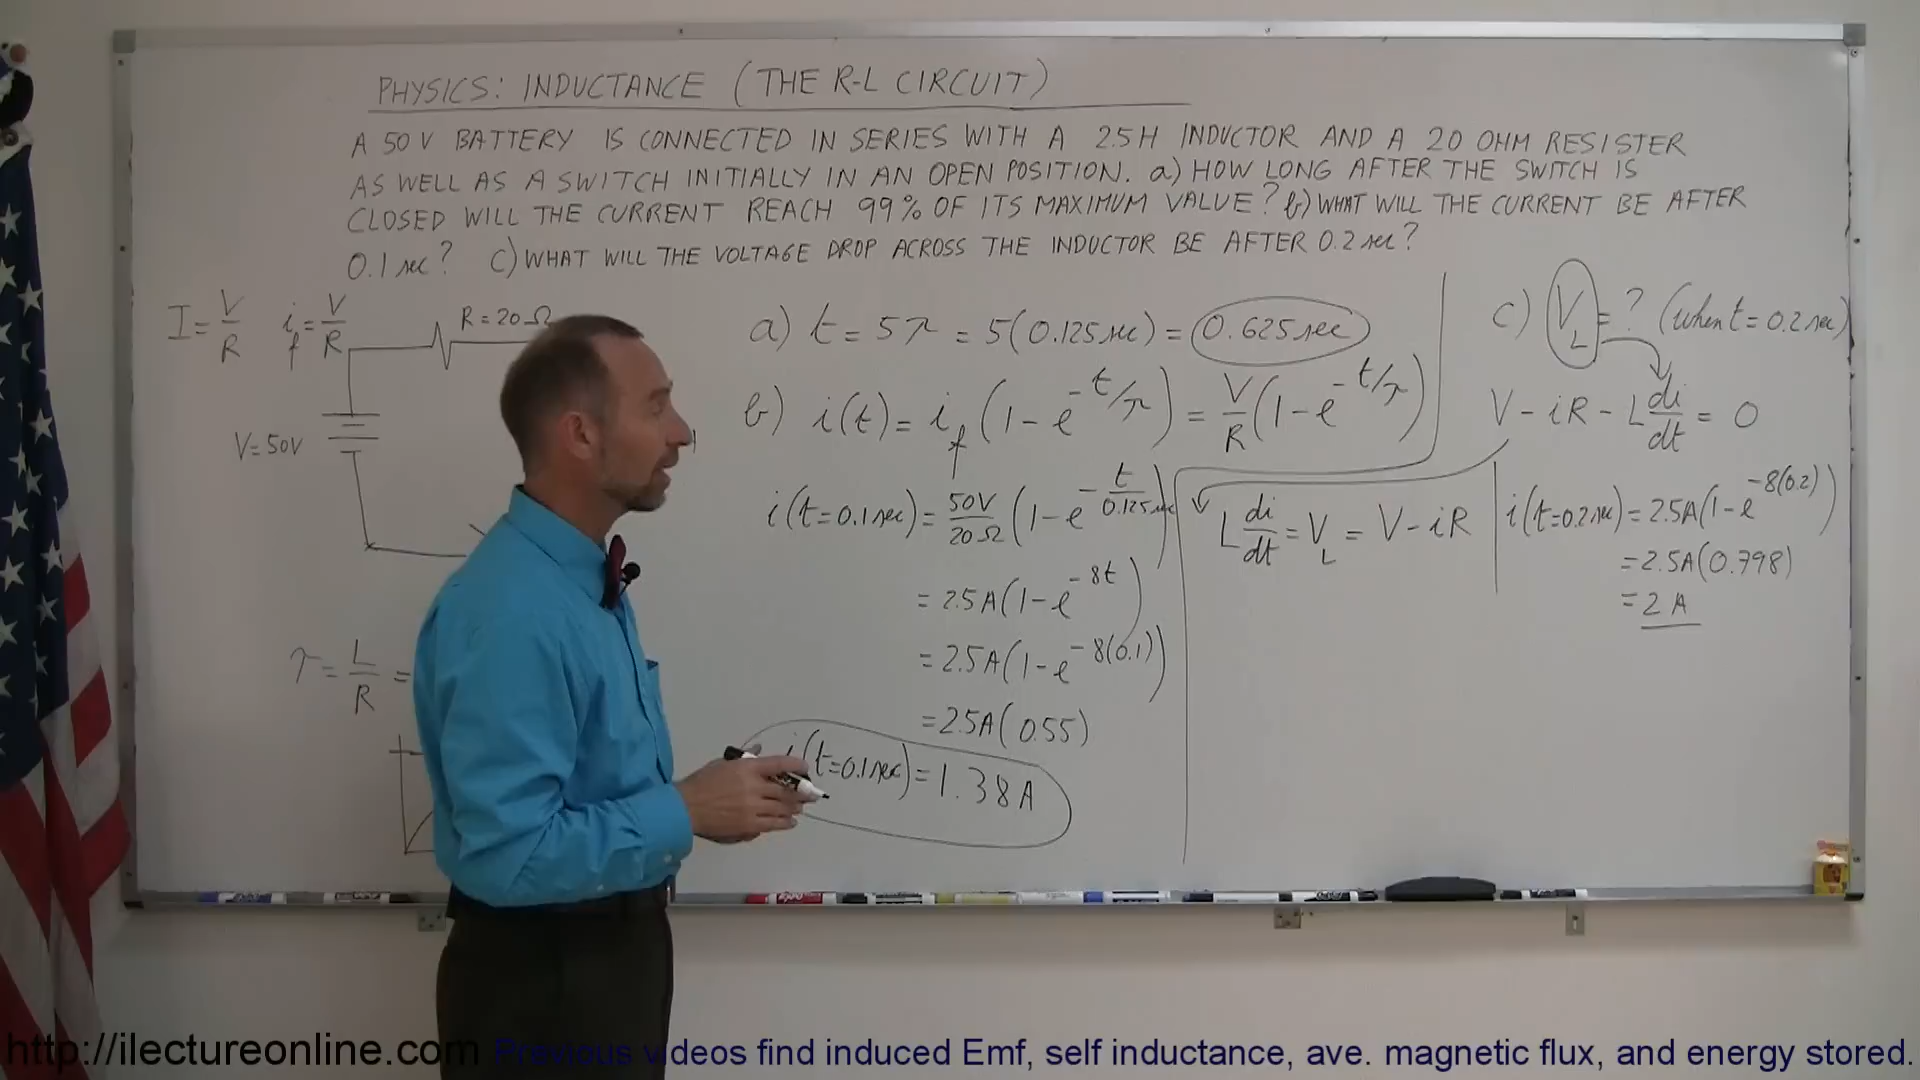 PHYSICS: INDUCTANCE (THE R-L CIRCUIT)
A 50 V BATTERY IS CONNECTED IN SERIES WITH A 2.5 H INDUCTOR AND A 20 OHM RESISTER
AS WELL AS A SWITCH INITIALLY IN AN OPEN POSITION. a) HOW LONG AFTER THE SWITCH IS
CLOSED WILL THE CURRENT REACH 99% OF ITS MAXIMUM VALUE? b) WHAT WILL THE CURRENT BE AFTER
0.1 sec? C) WHAT WILL THE VOLTAGE DROP ACROSS THE INDUCTOR BE AFTER 0.2 sec?
I = V/R
i_f = V/R
R = 20 Ω
V = 50V
τ = L/R =
a) t = 5τ = 5(0.125 sec) = 0.625 sec
b) i(t) = i_f (1 - e^(-t/τ)) = V/R (1 - e^(-t/τ))
i(t=0.1 sec) = 50V/20Ω (1 - e^(-t/0.125 sec))
= 2.5 A (1 - e^(-8t))
= 2.5 A (1 - e^(-8(0.1)))
= 2.5 A (0.55)
i(t=0.1 sec) = 1.38 A
c) V_L = ? (when t = 0.2 sec)
V - iR - L di/dt = 0
L di/dt = V_L = V - iR
i(t=0.2 sec) = 2.5A (1 - e^(-8(0.2)))
= 2.5A (0.798)
= 2 A
http://ilectureonline.com Previous videos find induced Emf, self inductance, ave. magnetic flux, and energy stored.